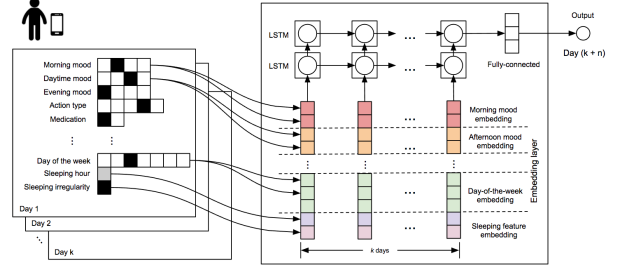 Morning mood
Daytime mood
Evening mood
Action type
Medication
Day of the week
Sleeping hour
Sleeping irregularity
Day 1
Day 2
Day k
LSTM
LSTM
...
...
Fully-connected
Output
Day (k + n)
Morning mood
embedding
...
Afternoon mood
embedding
Day-of-the-week
embedding
...
Sleeping feature
embedding
...
Embedding layer
k days